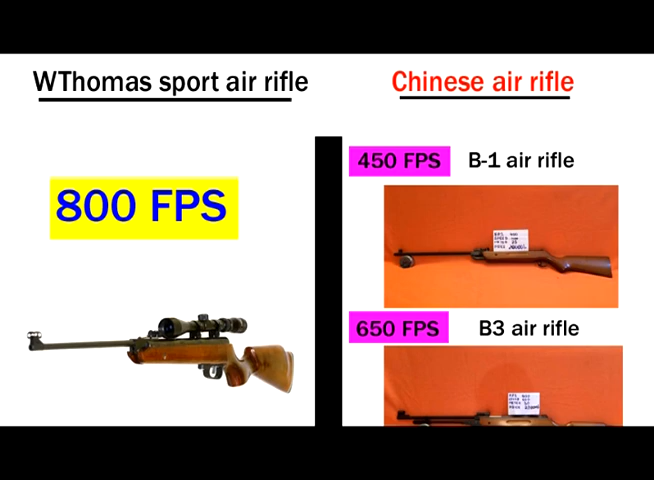 WThomas sport air rifle
800 FPS
Chinese air rifle
450 FPS B-1 air rifle
650 FPS B3 air rifle